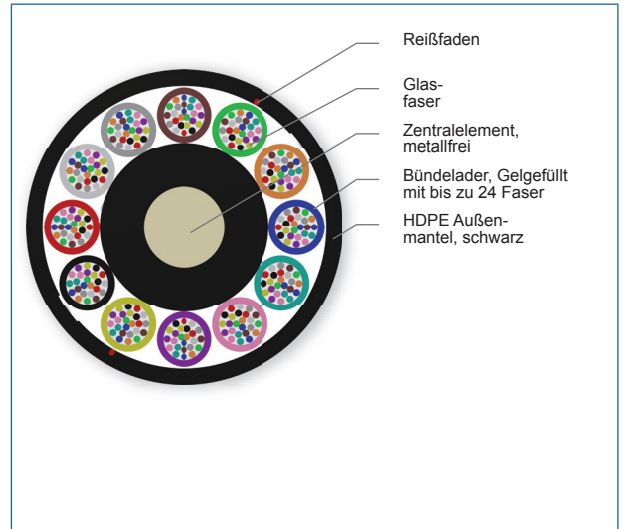 Reißfaden
Glas-
faser
Zentralelement,
metallfrei
Bündelader, Gelgefüllt
mit bis zu 24 Faser
HDPE Außen-
mantel, schwarz